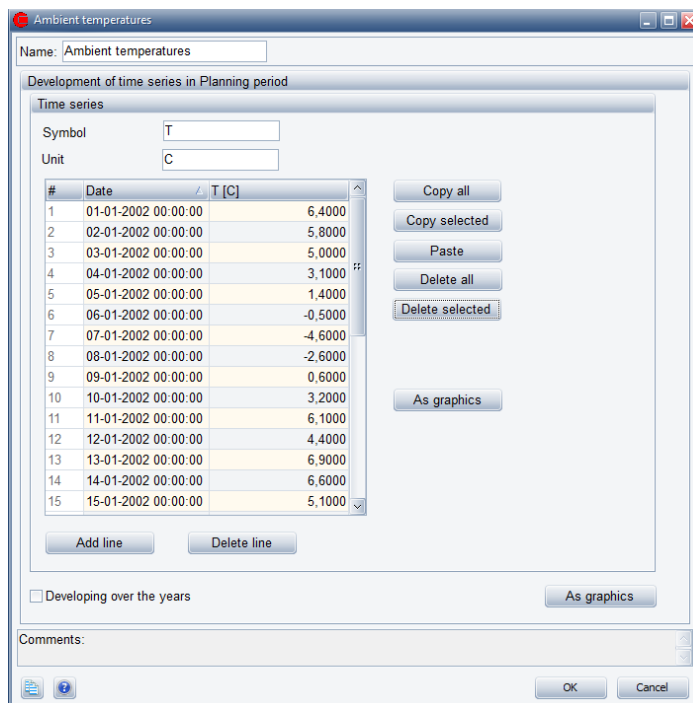 Ambient temperatures
Name: Ambient temperatures
Development of time series in Planning period
Time series
Symbol T
Unit C
# Date T [C]
1 01-01-2002 00:00:00 6,4000
2 02-01-2002 00:00:00 5,8000
3 03-01-2002 00:00:00 5,0000
4 04-01-2002 00:00:00 3,1000
5 05-01-2002 00:00:00 1,4000
6 06-01-2002 00:00:00 -0,5000
7 07-01-2002 00:00:00 -4,6000
8 08-01-2002 00:00:00 -2,6000
9 09-01-2002 00:00:00 0,6000
10 10-01-2002 00:00:00 3,2000
11 11-01-2002 00:00:00 6,1000
12 12-01-2002 00:00:00 4,4000
13 13-01-2002 00:00:00 6,9000
14 14-01-2002 00:00:00 6,6000
15 15-01-2002 00:00:00 5,1000
Copy all
Copy selected
Paste
Delete all
Delete selected
As graphics
Add line Delete line
Developing over the years As graphics
Comments:
OK Cancel